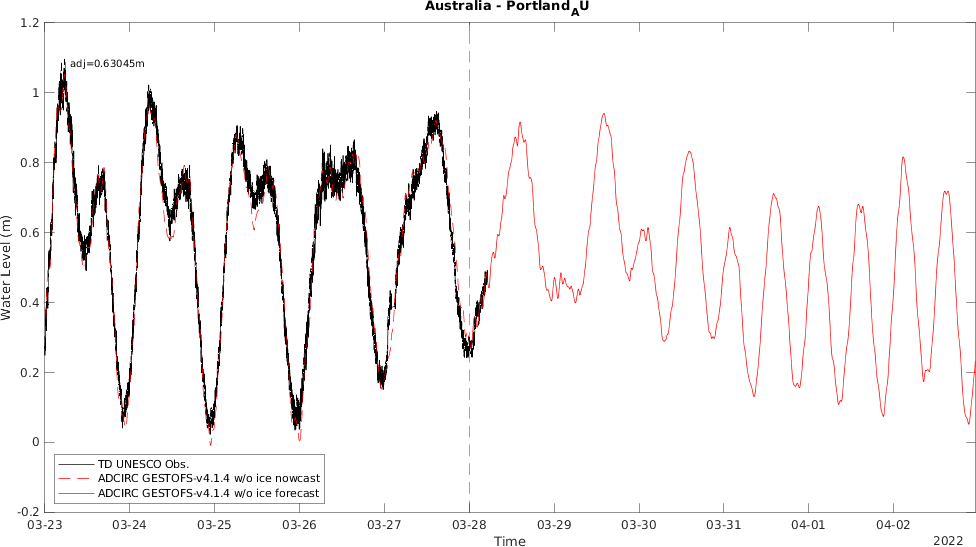 Australia - Portland_AU
1.2
adj=0.63045m
1
0.8
0.6
Water Level (m)
0.4
0.2
0
TD UNESCO Obs.
ADCIRC GESTOFS-v4.1.4 w/o ice nowcast
ADCIRC GESTOFS-v4.1.4 w/o ice forecast
-0.2
03-23 03-24 03-25 03-26 03-27 03-28 03-29 03-30 03-31 04-01 04-02
Time
2022